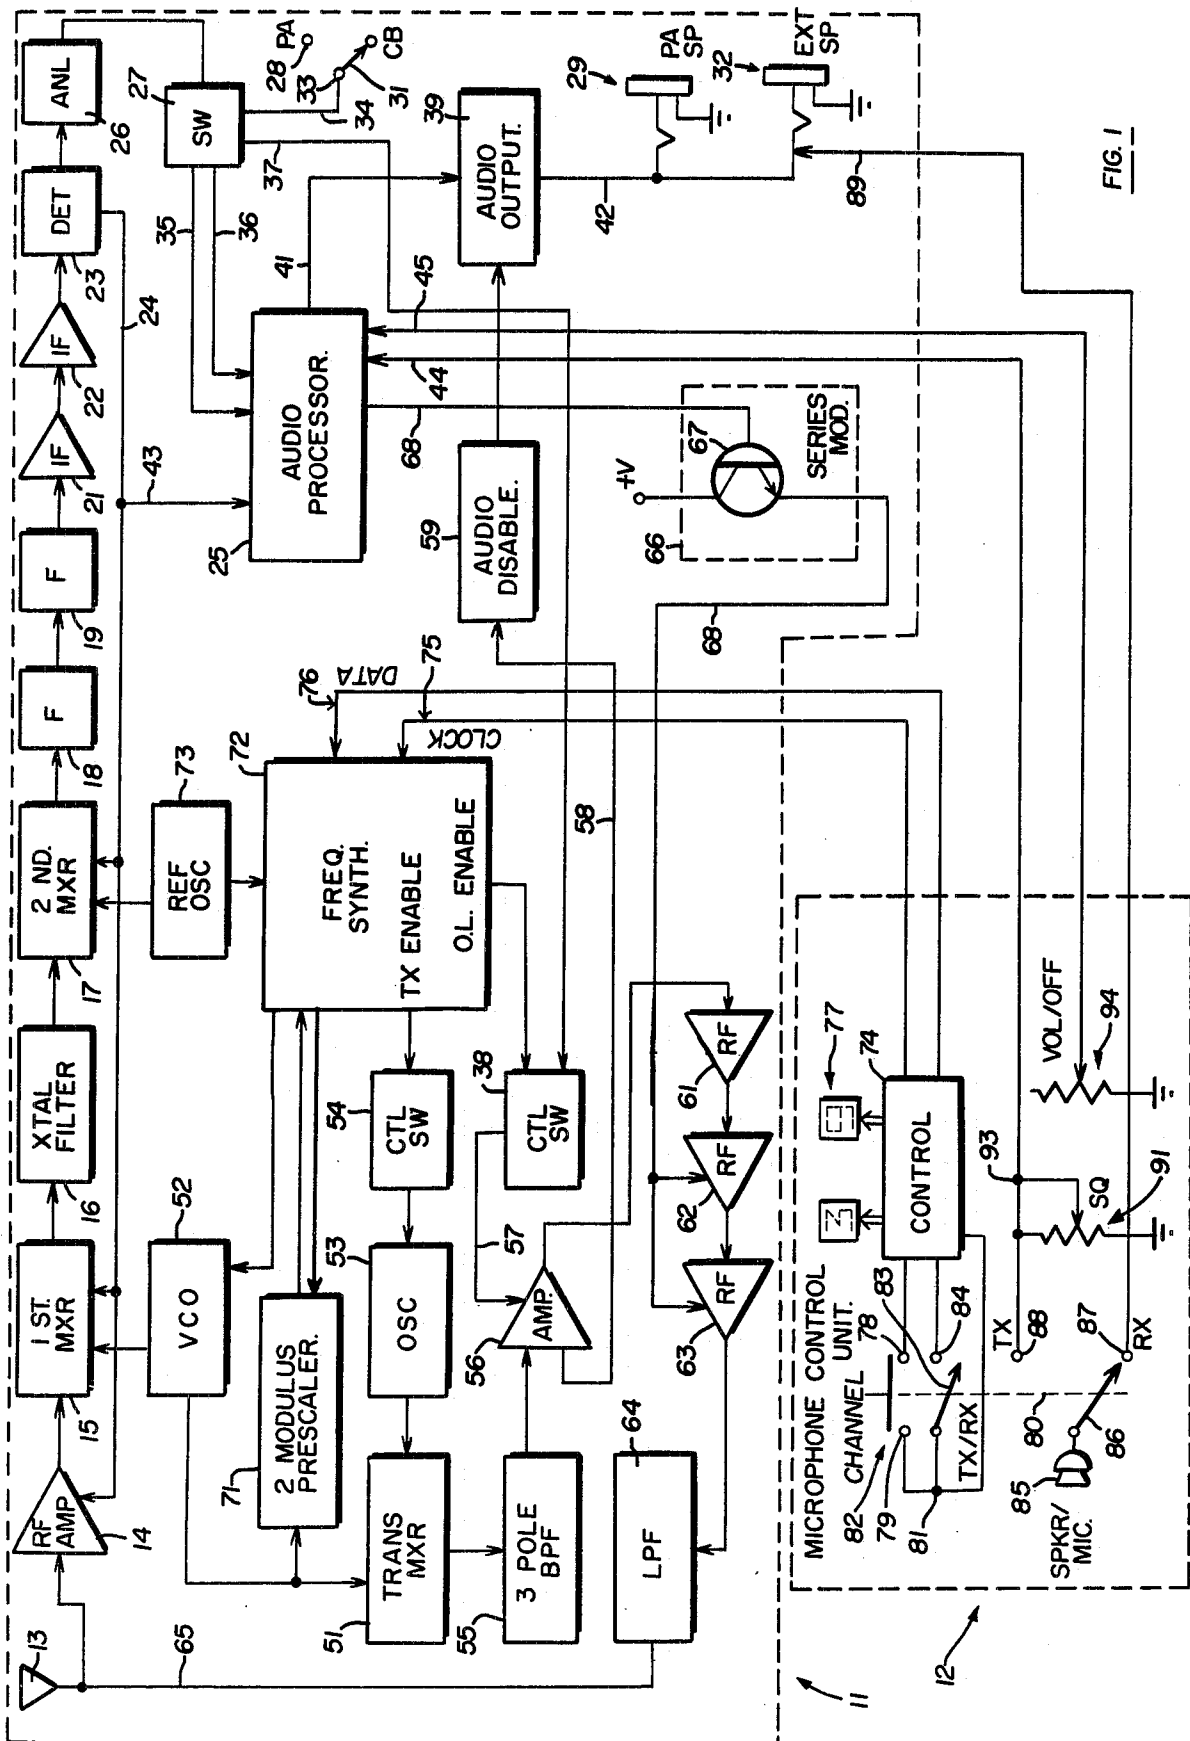 13
RF
AMP
14
1 ST.
MXR
15
XTAL
FILTER
16
2 ND.
MXR
17
F
18
F
19
IF
21
IF
22
DET
23
ANL
26
24
43
65
VCO
52
REF
OSC
73
SW
27
35
36
37
34
28
PA
33
31
CB
2 MODULUS
PRESCALER.
71
FREQ.
SYNTH.
TX ENABLE
O.L. ENABLE
72
76
DATA
CLOCK
75
AUDIO
PROCESSOR.
25
41
45
44
68
TRANS
MXR
51
OSC
53
CTL
SW
54
3 POLE
BPF
55
AMP.
56
57
CTL
SW
38
58
AUDIO
DISABLE.
59
AUDIO
OUTPUT.
39
42
LPF
64
RF
63
RF
62
RF
61
68
+V
66
67
SERIES
MOD.
29
PA
SP
32
EXT
SP
89
11
12
MICROPHONE CONTROL
UNIT.
CHANNEL
82
79
81
78
83
84
TX/RX
80
CONTROL
74
77
3
9
SPKR/
MIC.
85
86
TX
88
87
RX
93
SQ
91
VOL/OFF
94
FIG. 1